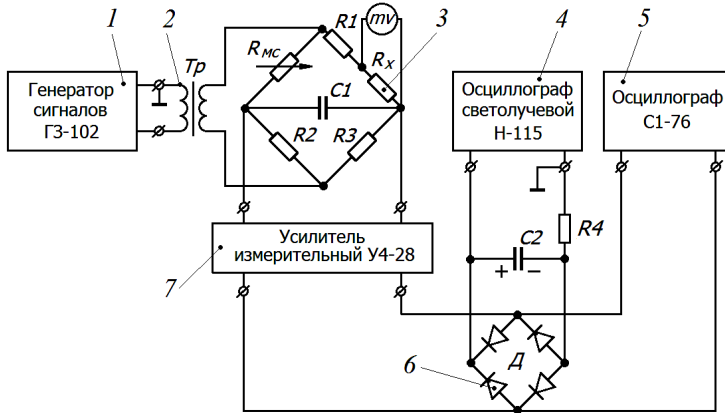 1
2
3
4
5
Тр
R1
mv
Rмс
Rx
Генератор
сигналов
ГЗ-102
C1
R2
R3
Осциллограф
светолучевой
Н-115
Осциллограф
С1-76
R4
C2
+
−
Усилитель
измерительный У4-28
7
6
Д